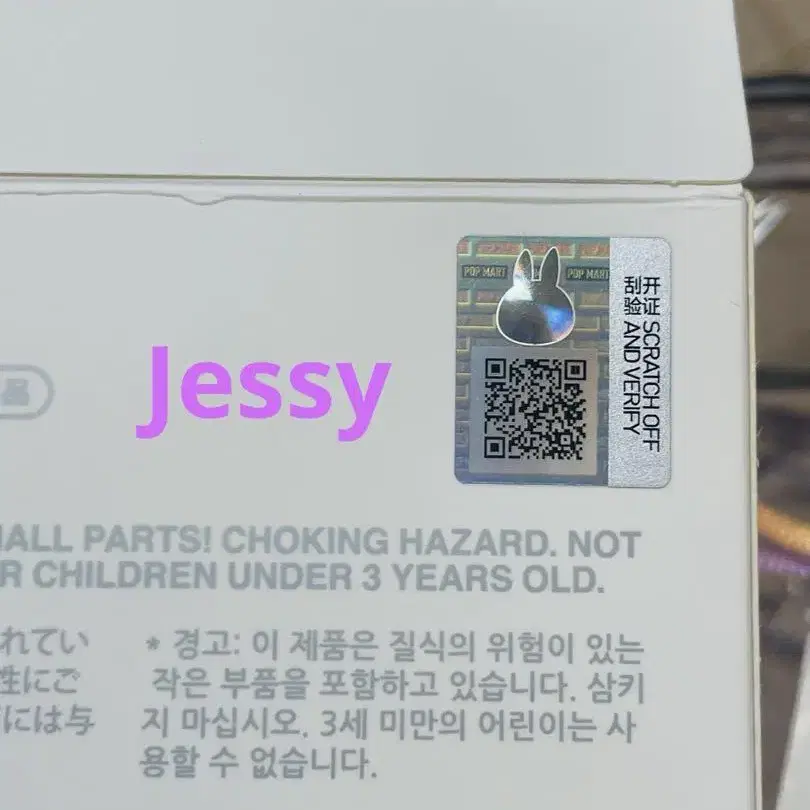 POP MART
POP MART
开 证 SCRATCH OFF
刮 验 AND VERIFY
Jessy
品
ALL PARTS! CHOKING HAZARD. NOT
R CHILDREN UNDER 3 YEARS OLD.
れてい
性にご
には与
* 경고: 이 제품은 질식의 위험이 있는
작은 부품을 포함하고 있습니다. 삼키
지 마십시오. 3세 미만의 어린이는 사
용할 수 없습니다.